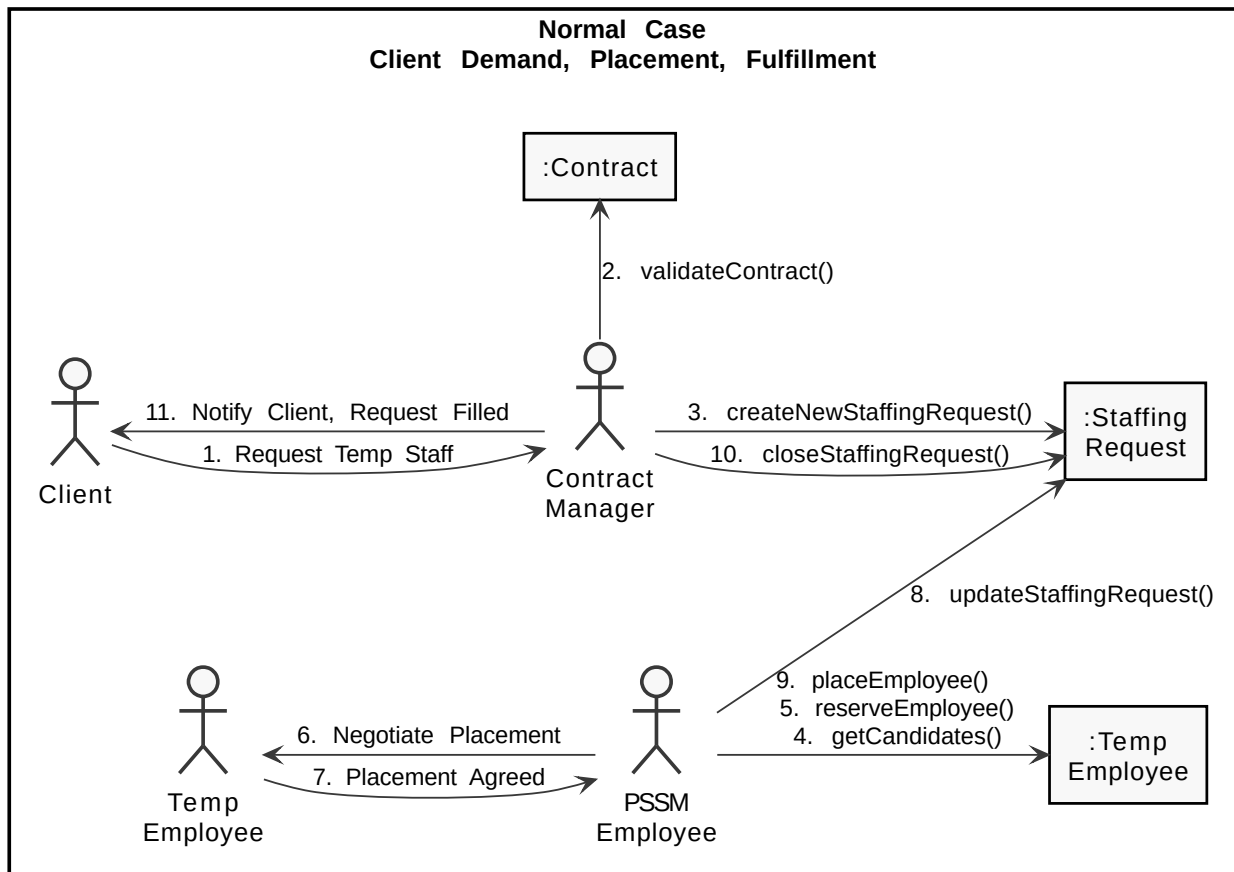 Normal Case
Client Demand, Placement, Fulfillment
:Contract
2. validateContract()
11. Notify Client, Request Filled
3. createNewStaffingRequest()
:Staffing
Request
1. Request Temp Staff
10. closeStaffingRequest()
Client
Contract
Manager
8. updateStaffingRequest()
9. placeEmployee()
5. reserveEmployee()
6. Negotiate Placement
4. getCandidates()
:Temp
Employee
7. Placement Agreed
Temp
Employee
PSSM
Employee